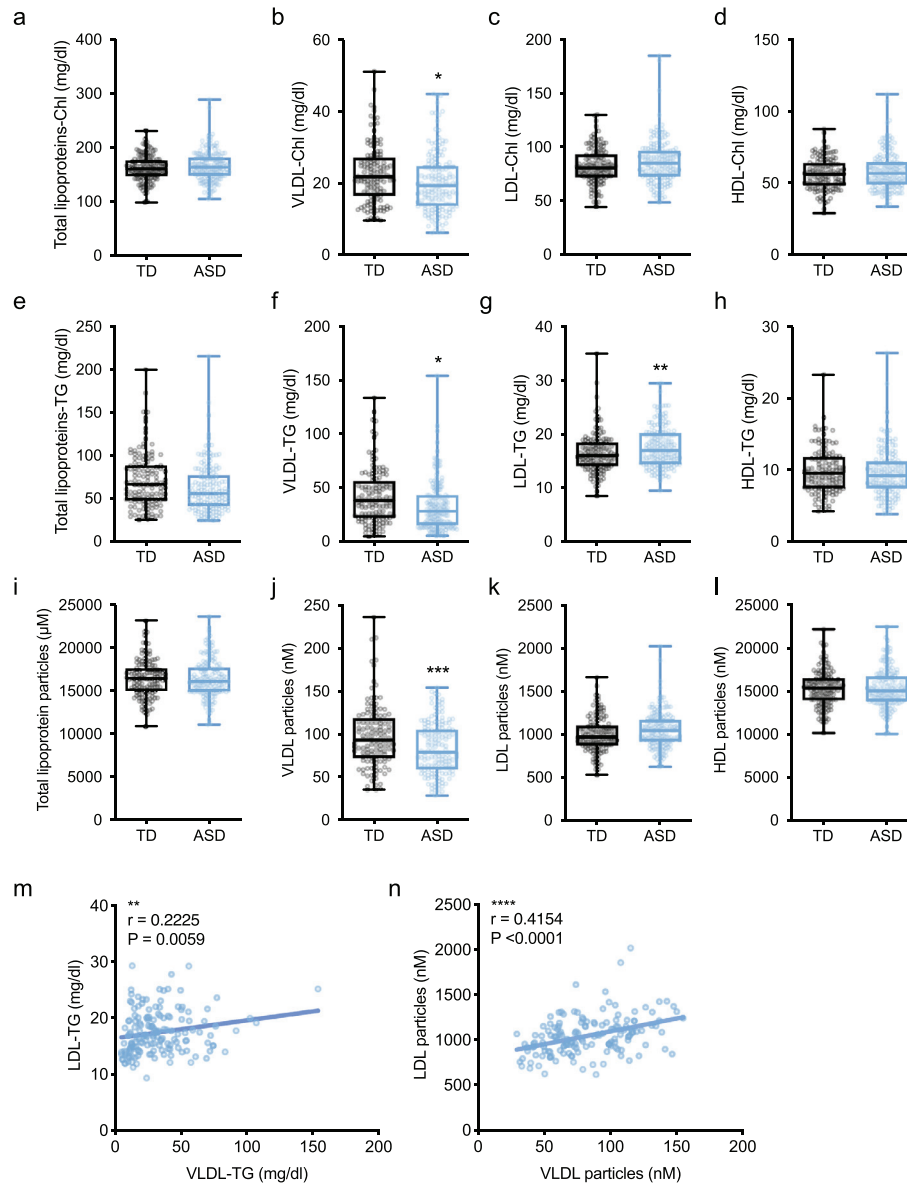 a
b
c
d
Total lipoproteins-Chl (mg/dl)
400
300
200
100
0
TD
ASD
VLDL-Chl (mg/dl)
60
40
20
0
*
TD
ASD
LDL-Chl (mg/dl)
200
150
100
50
0
TD
ASD
HDL-Chl (mg/dl)
150
100
50
0
TD
ASD
e
f
g
h
Total lipoproteins-TG (mg/dl)
250
200
150
100
50
0
TD
ASD
VLDL-TG (mg/dl)
200
150
100
50
0
*
TD
ASD
LDL-TG (mg/dl)
40
30
20
10
0
**
TD
ASD
HDL-TG (mg/dl)
30
20
10
0
TD
ASD
i
j
k
l
Total lipoprotein particles (µM)
25000
20000
15000
10000
5000
0
TD
ASD
VLDL particles (nM)
250
200
150
100
50
0
***
TD
ASD
LDL particles (nM)
2500
2000
1500
1000
500
0
TD
ASD
HDL particles (nM)
25000
20000
15000
10000
5000
0
TD
ASD
m
**
r = 0.2225
P = 0.0059
LDL-TG (mg/dl)
40
30
20
10
0
0
50
100
150
200
VLDL-TG (mg/dl)
n
****
r = 0.4154
P <0.0001
LDL particles (nM)
2500
2000
1500
1000
500
0
0
50
100
150
200
VLDL particles (nM)